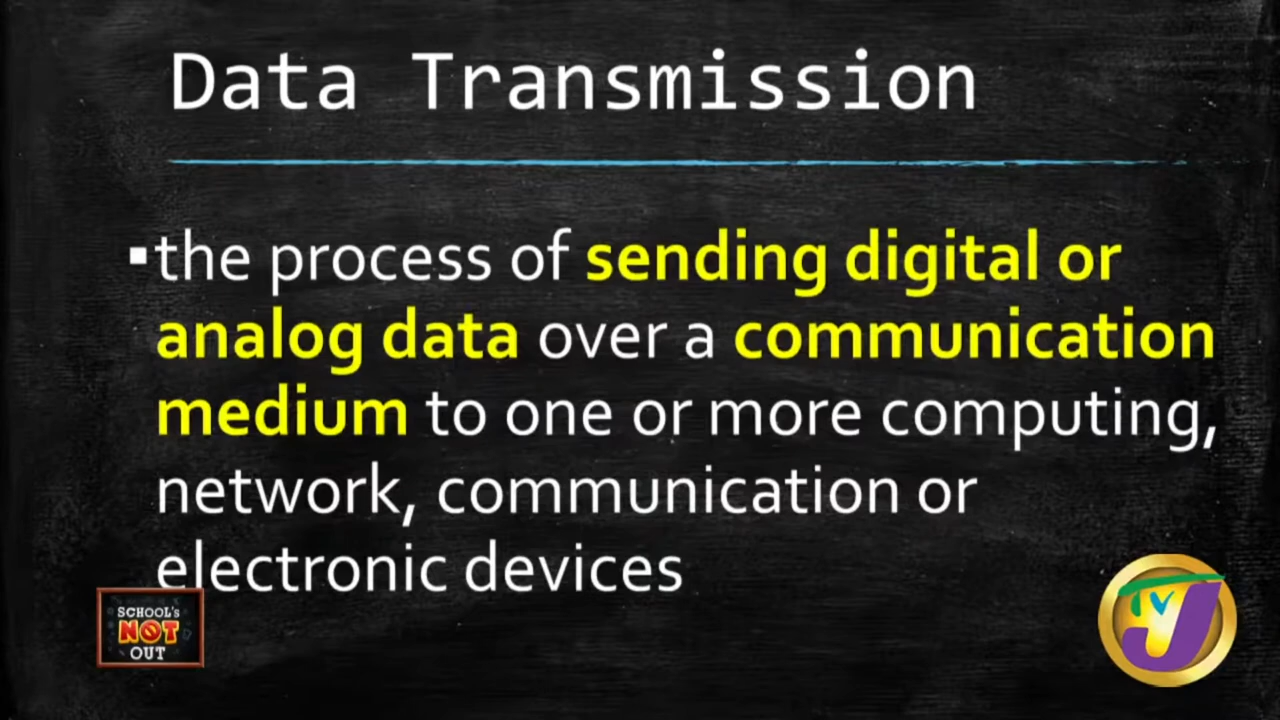 Data Transmission
▪the process of sending digital or
analog data over a communication
medium to one or more computing,
network, communication or
electronic devices
SCHOOL's
NOT
OUT
TVJ